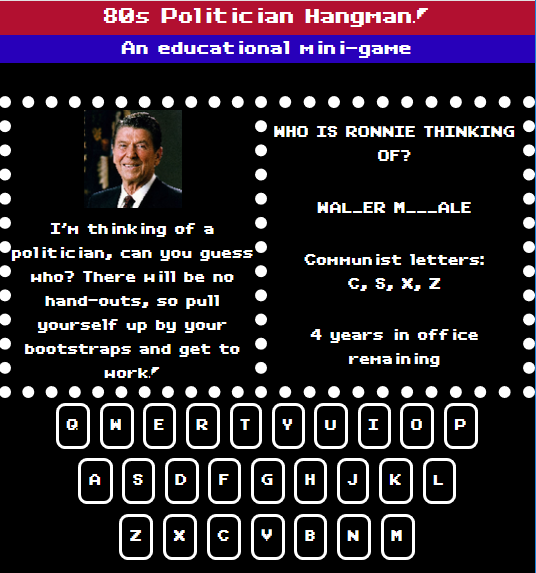 80s Politician Hangman!
An educational mini-game
I'm thinking of a
politician, can you guess
who? There will be no
hand-outs, so pull
yourself up by your
bootstraps and get to
work!
WHO IS RONNIE THINKING
OF?
WAL_ER M___ALE
Communist letters:
C, S, X, Z
4 years in office
remaining
Q W E R T Y U I O P
A S D F G H J K L
Z X C V B N M